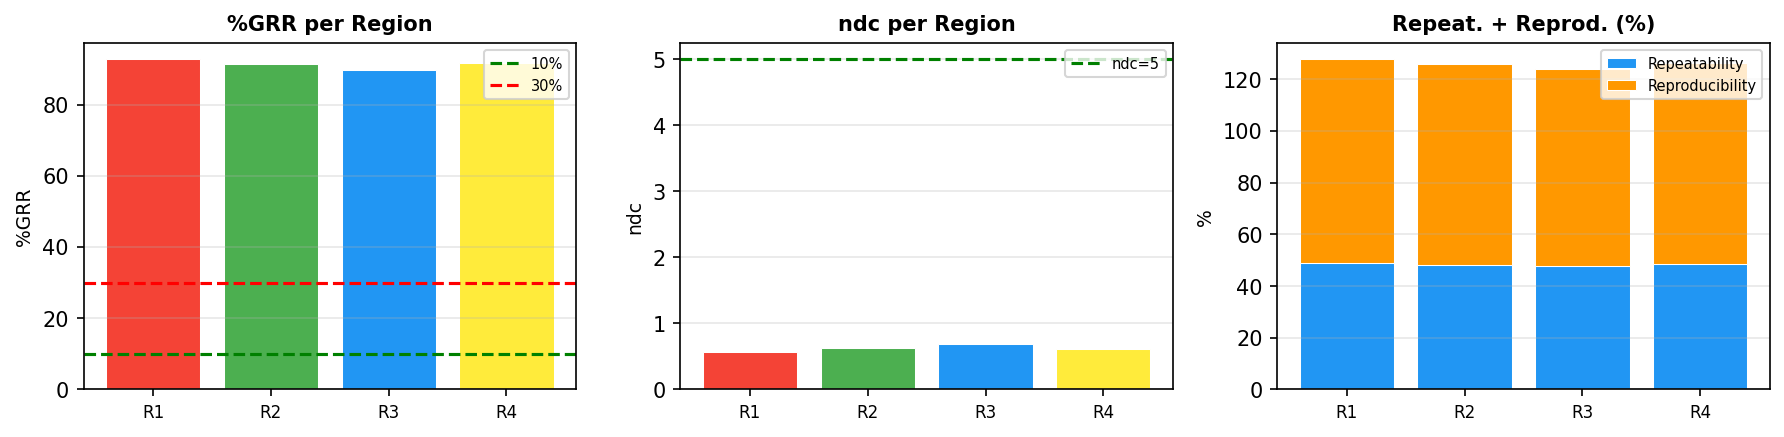 %GRR per Region
%GRR
80
60
40
20
0
R1 R2 R3 R4
10%
30%
ndc per Region
ndc
5
4
3
2
1
0
R1 R2 R3 R4
ndc=5
Repeat. + Reprod. (%)
%
120
100
80
60
40
20
0
R1 R2 R3 R4
Repeatability
Reproducibility